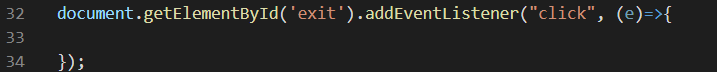 32 document.getElementById('exit').addEventListener("click", (e)=>{
33
34 });